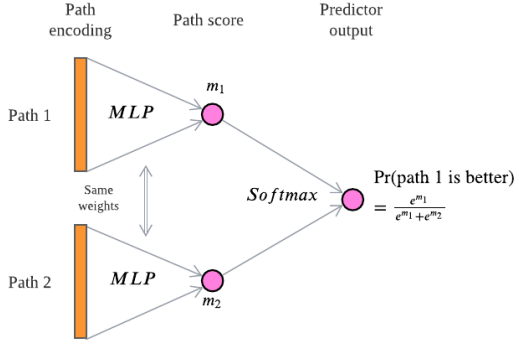 Path
encoding
Path score
Predictor
output
Path 1
MLP
m₁
Same
weights
Softmax
Pr(path 1 is better)
= e^{m₁} / (e^{m₁} + e^{m₂})
Path 2
MLP
m₂